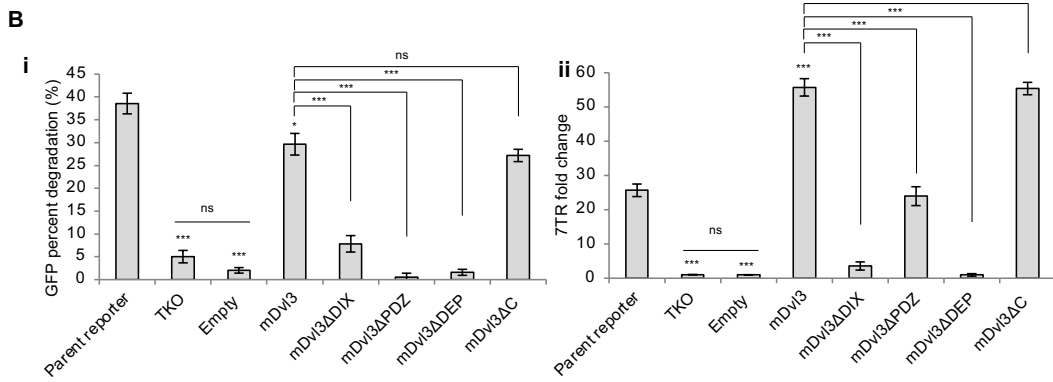 B
i
GFP percent degradation (%)
45
40
35
30
25
20
15
10
5
0
ns
***
***
ns
***
***
***
*
Parent reporter
TKO
Empty
mDvl3
mDvl3ΔDIX
mDvl3ΔPDZ
mDvl3ΔDEP
mDvl3ΔC
ii
7TR fold change
60
50
40
30
20
10
0
ns
***
***
***
***
***
***
***
Parent reporter
TKO
Empty
mDvl3
mDvl3ΔDIX
mDvl3ΔPDZ
mDvl3ΔDEP
mDvl3ΔC